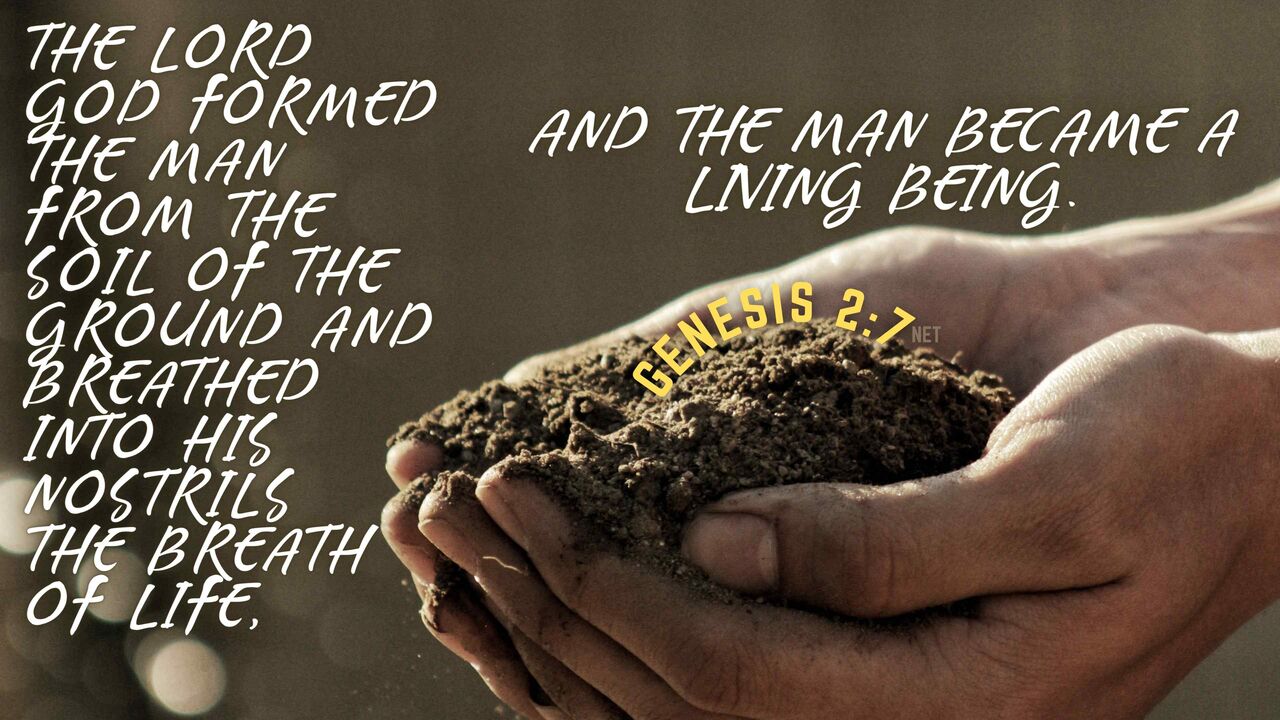 THE LORD
GOD FORMED
THE MAN
FROM THE
SOIL OF THE
GROUND AND
BREATHED
INTO HIS
NOSTRILS
THE BREATH
OF LIFE,
AND THE MAN BECAME A
LIVING BEING.
GENESIS 2:7 NET